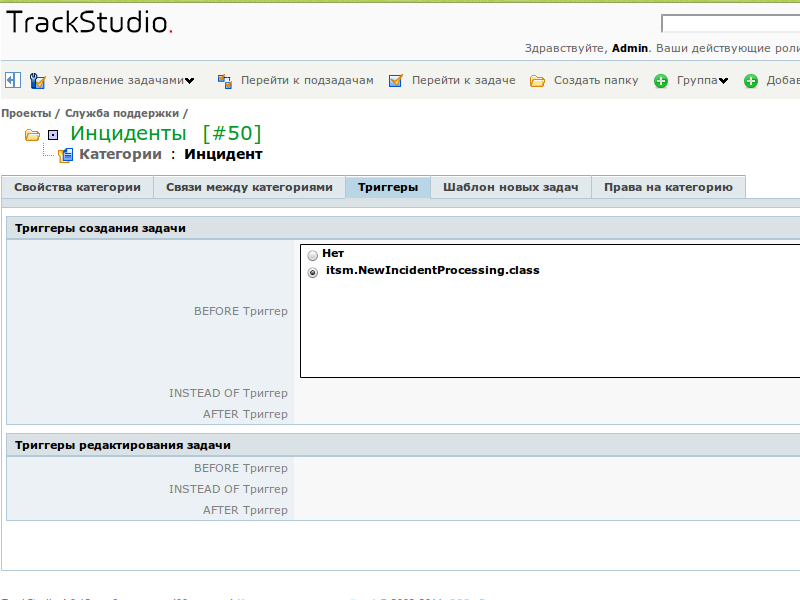 TrackStudio.
Здравствуйте, Admin. Ваши действующие роли
Управление задачами Перейти к подзадачам Перейти к задаче Создать папку Группа Добав
Проекты / Служба поддержки /
Инциденты [#50]
Категории : Инцидент
Свойства категории Связи между категориями Триггеры Шаблон новых задач Права на категорию
Триггеры создания задачи
Нет
itsm.NewIncidentProcessing.class
BEFORE Триггер
INSTEAD OF Триггер
AFTER Триггер
Триггеры редактирования задачи
BEFORE Триггер
INSTEAD OF Триггер
AFTER Триггер